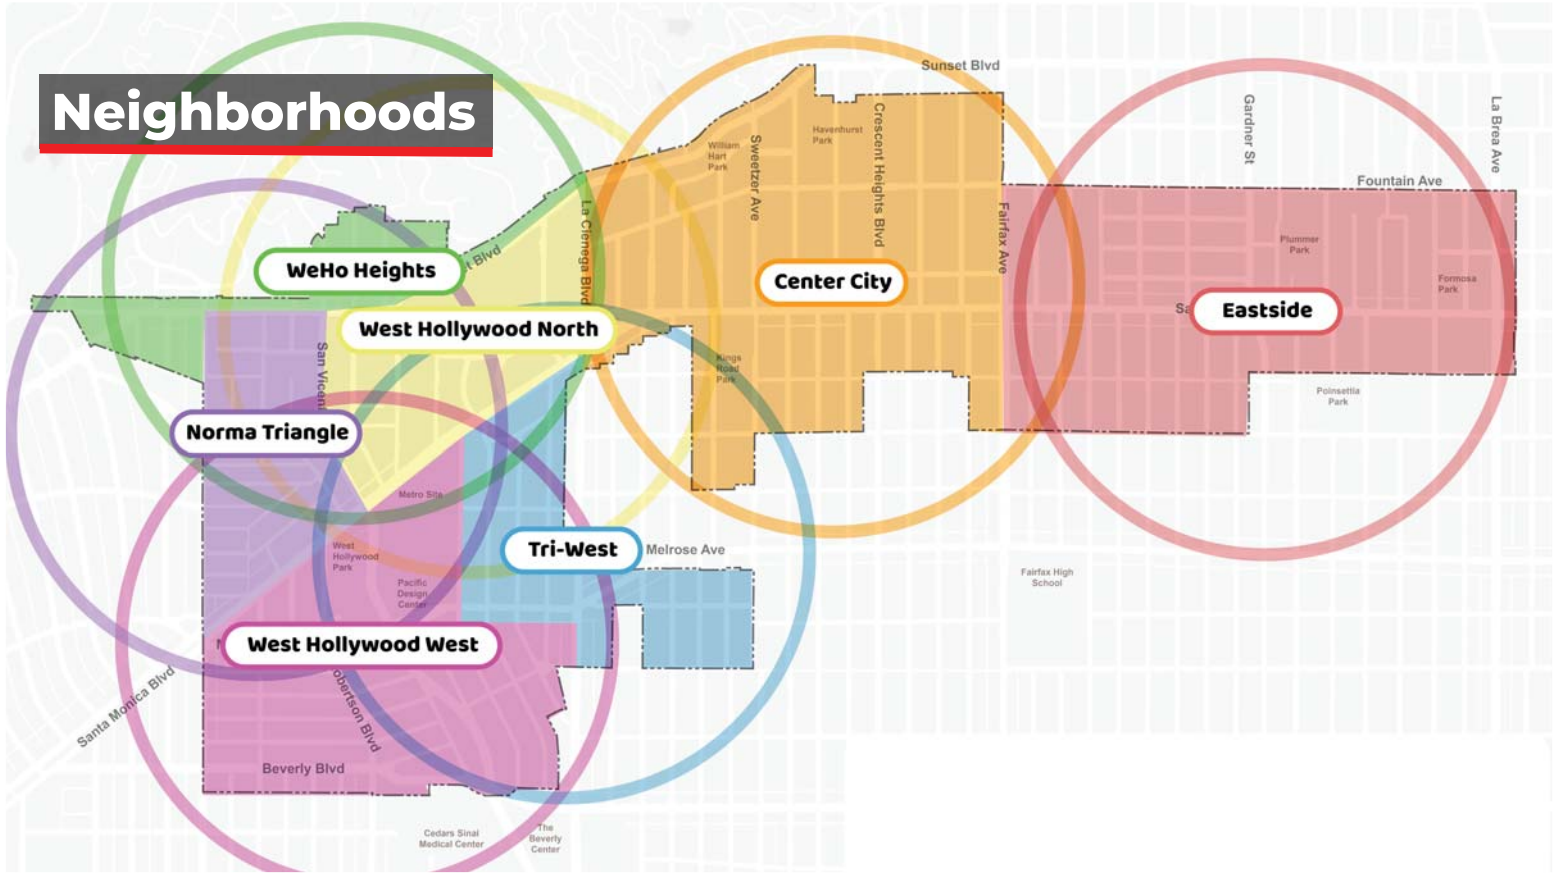 Neighborhoods
Sunset Blvd
Gardner St
La Brea Ave
Crescent Heights Blvd
Havenhurst
Park
Sweetzer Ave
William
Hart
Park
Fountain Ave
La Cienega Blvd
Fairfax Ave
Plummer
Park
Blvd
WeHo Heights
Center City
Formosa
Park
Eastside
West Hollywood North
San
Kings
Road
Park
Poinsettia
Park
Norma Triangle
Metro Site
West
Hollywood
Park
Tri-West
Melrose Ave
Pacific
Design
Center
Fairfax High
School
West Hollywood West
Santa Monica Blvd
obertson Blvd
Beverly Blvd
Cedars Sinai
Medical Center
The
Beverly
Center